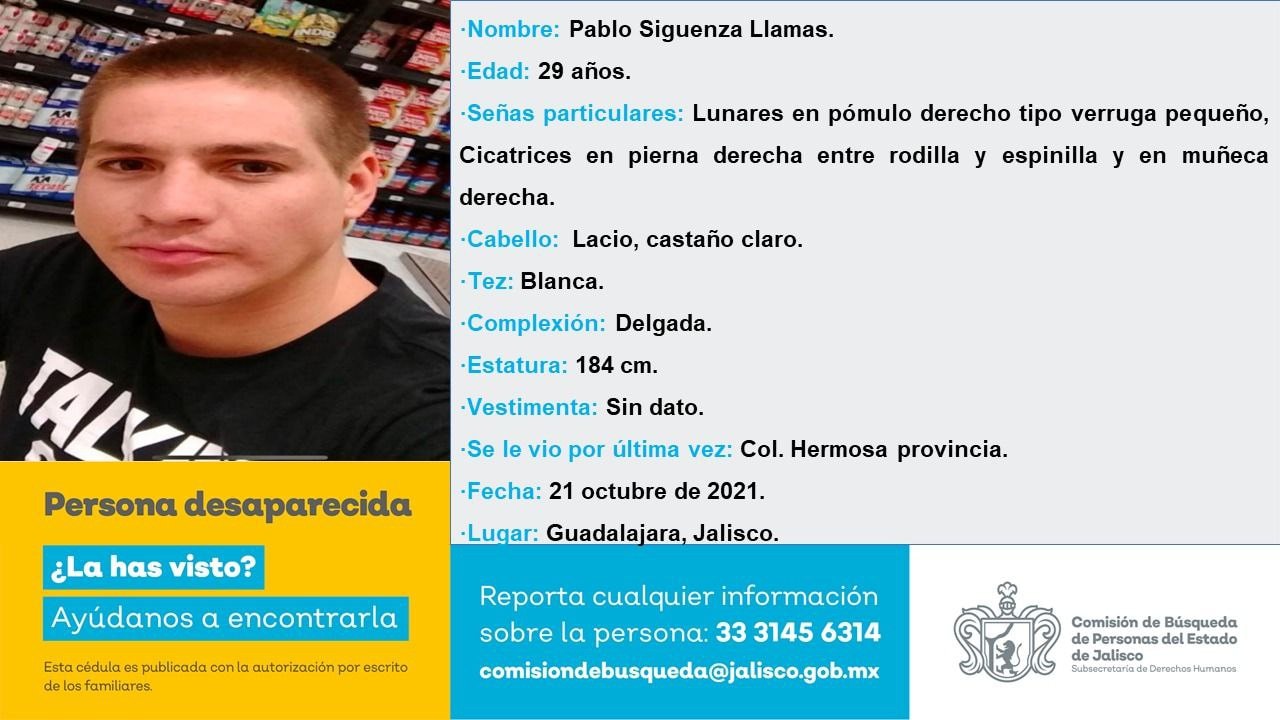 ·Nombre: Pablo Siguenza Llamas.
·Edad: 29 años.
·Señas particulares: Lunares en pómulo derecho tipo verruga pequeño,
Cicatrices en pierna derecha entre rodilla y espinilla y en muñeca
derecha.
·Cabello: Lacio, castaño claro.
·Tez: Blanca.
·Complexión: Delgada.
·Estatura: 184 cm.
·Vestimenta: Sin dato.
·Se le vio por última vez: Col. Hermosa provincia.
·Fecha: 21 octubre de 2021.
·Lugar: Guadalajara, Jalisco.
INDIO
TECATE
Persona desaparecida
¿La has visto?
Ayúdanos a encontrarla
Esta cédula es publicada con la autorización por escrito
de los familiares.
Reporta cualquier información
sobre la persona: 33 3145 6314
comisiondebusqueda@jalisco.gob.mx
Comisión de Búsqueda
de Personas del Estado
de Jalisco
Subsecretaría de Derechos Humanos